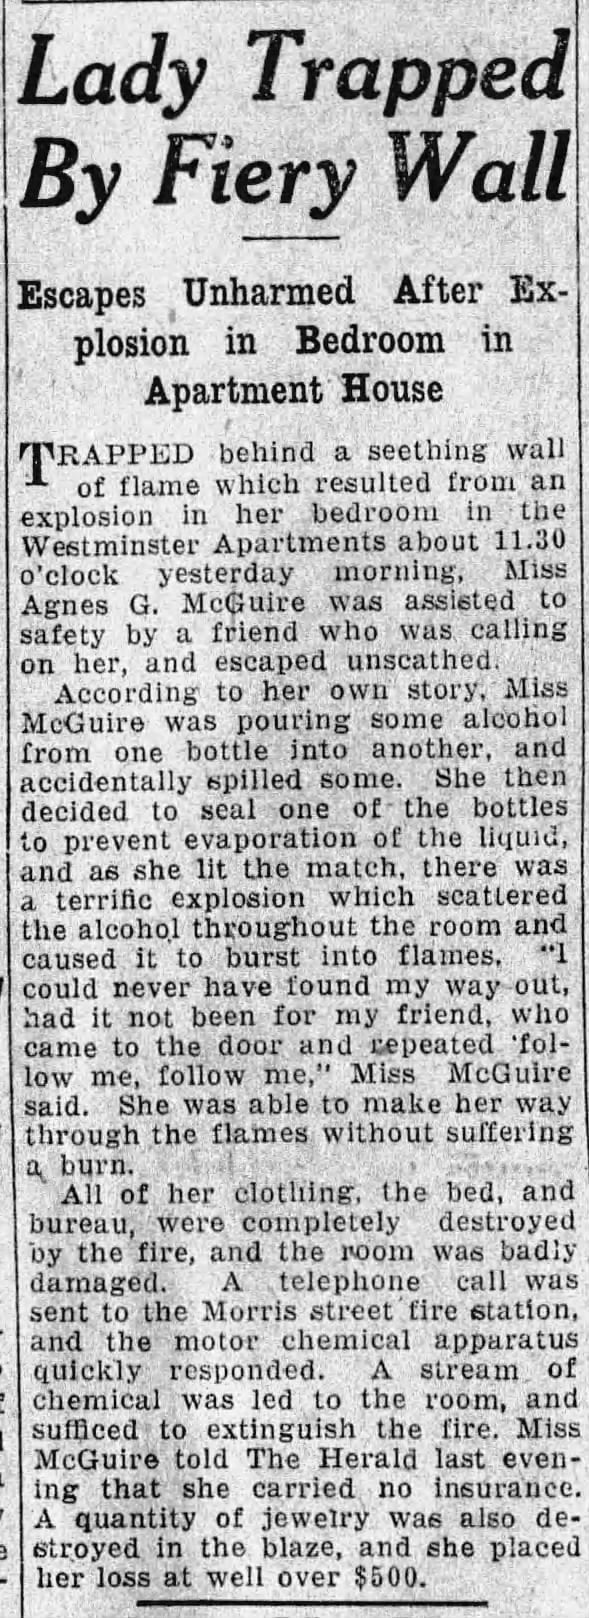 Lady Trapped
By Fiery Wall
Escapes Unharmed After Ex-
plosion in Bedroom in
Apartment House
TRAPPED behind a seething wall
of flame which resulted from an
explosion in her bedroom in the
Westminster Apartments about 11.30
o'clock yesterday morning, Miss
Agnes G. McGuire was assisted to
safety by a friend who was calling
on her, and escaped unscathed.
According to her own story, Miss
McGuire was pouring some alcohol
from one bottle into another, and
accidentally spilled some. She then
decided to seal one of the bottles
to prevent evaporation of the liquid,
and as she lit the match, there was
a terrific explosion which scattered
the alcohol throughout the room and
caused it to burst into flames. "I
could never have found my way out,
had it not been for my friend, who
came to the door and repeated 'fol-
low me, follow me," Miss McGuire
said. She was able to make her way
through the flames without suffering
a burn.
All of her clothing, the bed, and
bureau, were completely destroyed
by the fire, and the room was badly
damaged. A telephone call was
sent to the Morris street fire station,
and the motor chemical apparatus
quickly responded. A stream of
chemical was led to the room, and
sufficed to extinguish the fire. Miss
McGuire told The Herald last even-
ing that she carried no insurance.
A quantity of jewelry was also de-
stroyed in the blaze, and she placed
her loss at well over $500.